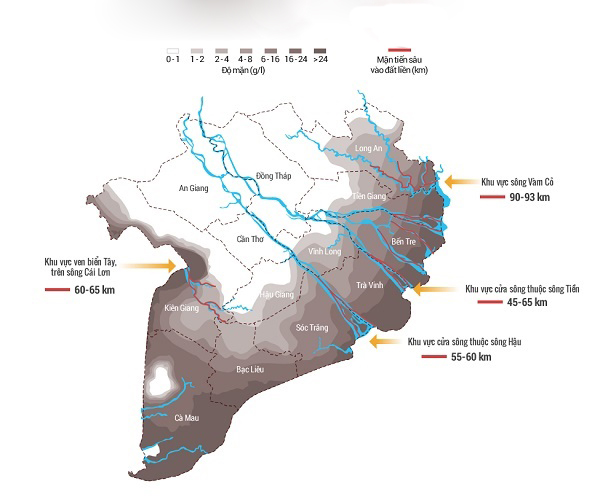 0-1 1-2 2-4 4-8 6-16 16-24 >24
Độ mặn (g/l)
Mặn tiến sâu
vào đất liền (km)
Long An
An Giang
Đồng Tháp
Tiền Giang
Khu vực sông Vàm Cỏ
90-93 km
Cần Thơ
Vĩnh Long
Bến Tre
Khu vực ven biển Tây,
trên sông Cái Lơn
60-65 km
Kiên Giang
Hậu Giang
Trà Vinh
Khu vực cửa sông thuộc sông Tiền
45-65 km
Sóc Trăng
Khu vực cửa sông thuộc sông Hậu
55-60 km
Bạc Liêu
Cà Mau